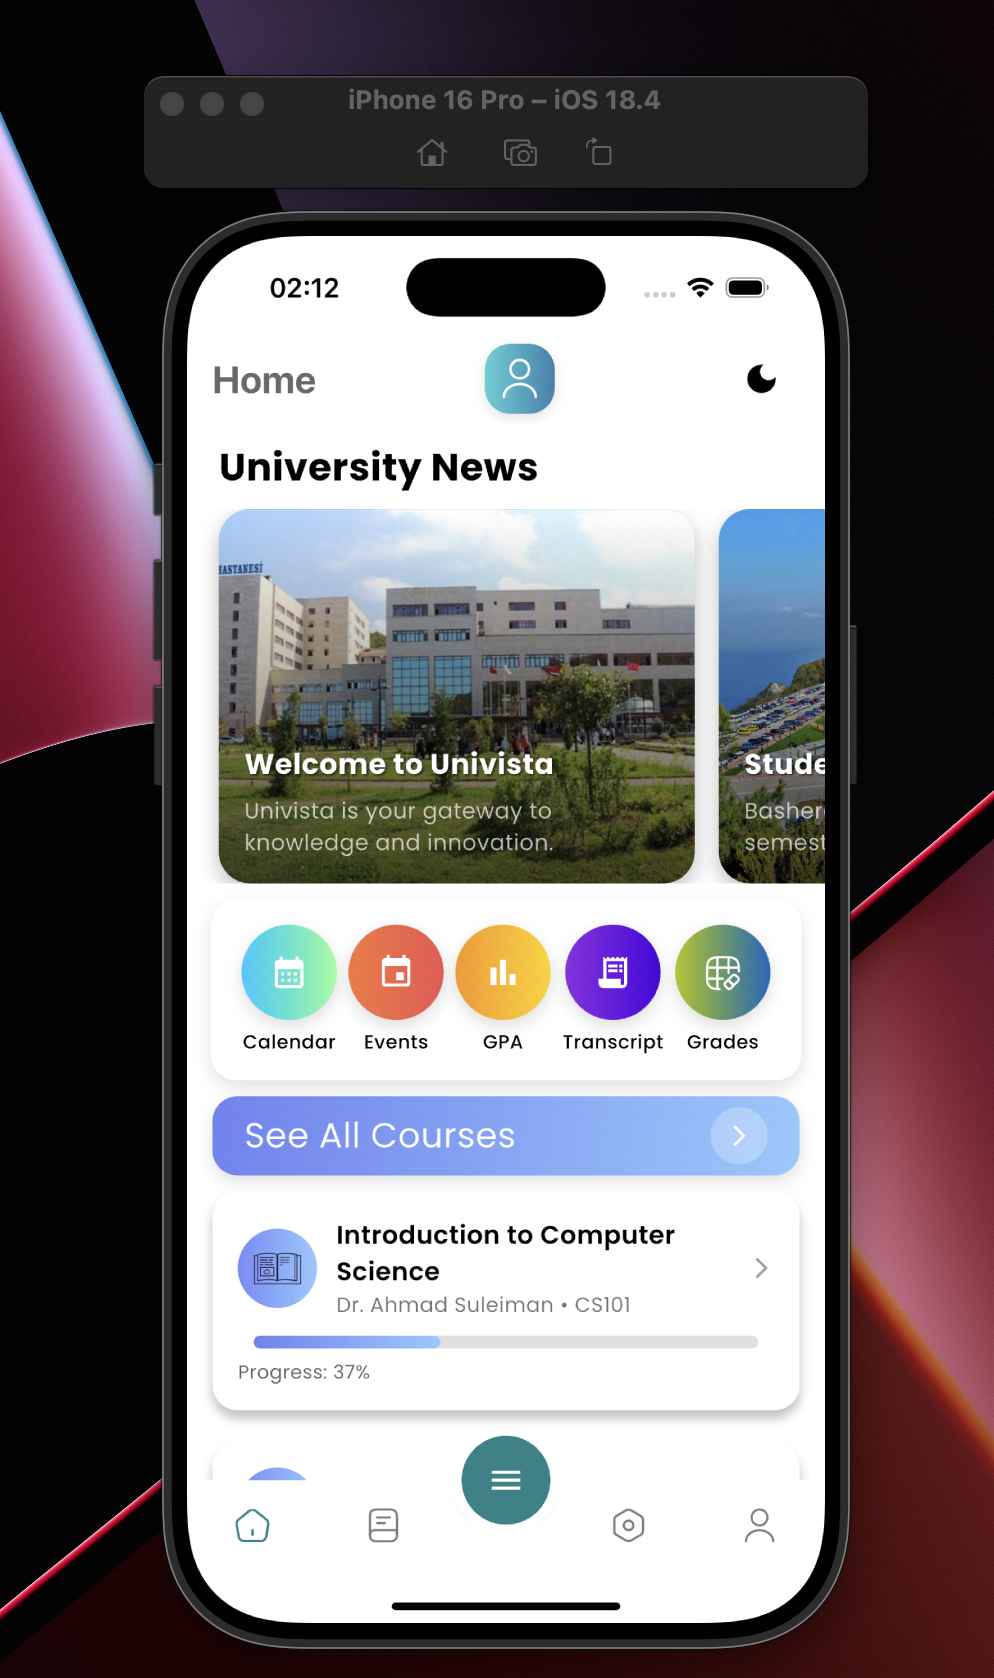 iPhone 16 Pro – iOS 18.4
02:12
Home
University News
HASTANESİ
Welcome to Univista
Univista is your gateway to
knowledge and innovation.
Stude
Basher
semest
Calendar
Events
GPA
Transcript
Grades
See All Courses
Introduction to Computer
Science
Dr. Ahmad Suleiman • CS101
Progress: 37%